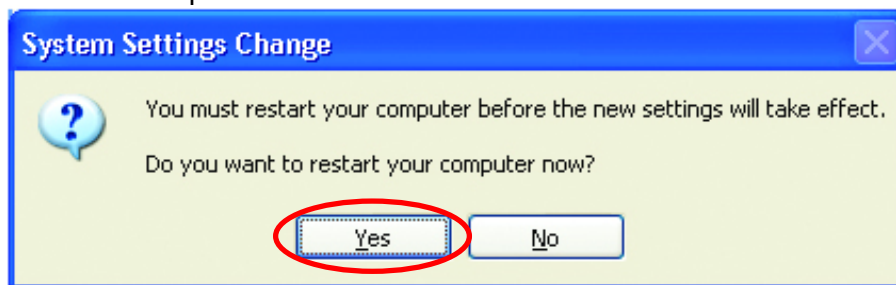 System Settings Change
You must restart your computer before the new settings will take effect.
Do you want to restart your computer now?
Yes No